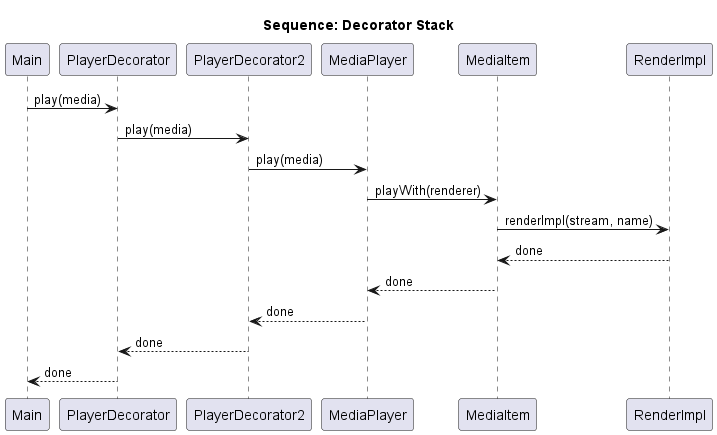 Sequence: Decorator Stack
Main
PlayerDecorator
PlayerDecorator2
MediaPlayer
MediaItem
RenderImpl
play(media)
play(media)
play(media)
playWith(renderer)
renderImpl(stream, name)
done
done
done
done
done
Main
PlayerDecorator
PlayerDecorator2
MediaPlayer
MediaItem
RenderImpl